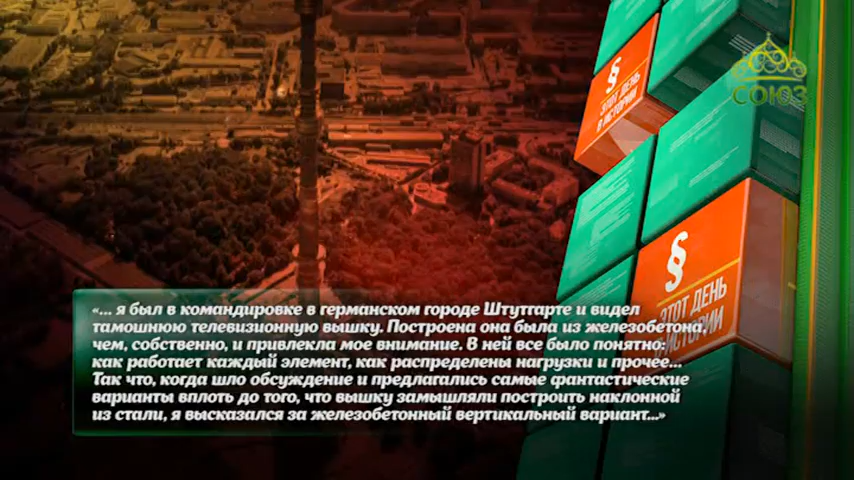 СОЮЗ
§
ЭТОТ ДЕНЬ
В ИСТОРИИ
§
ЭТОТ ДЕНЬ
В ИСТОРИИ
«... я был в командировке в германском городе Штутгарте и видел
тамошнюю телевизионную вышку. Построена она была из железобетона,
чем, собственно, и привлекла мое внимание. В ней все было понятно:
как работает каждый элемент, как распределены нагрузки и прочее...
Так что, когда шло обсуждение и предлагались самые фантастические
варианты вплоть до того, что вышку замышляли построить наклонной
из стали, я высказался за железобетонный вертикальный вариант...»